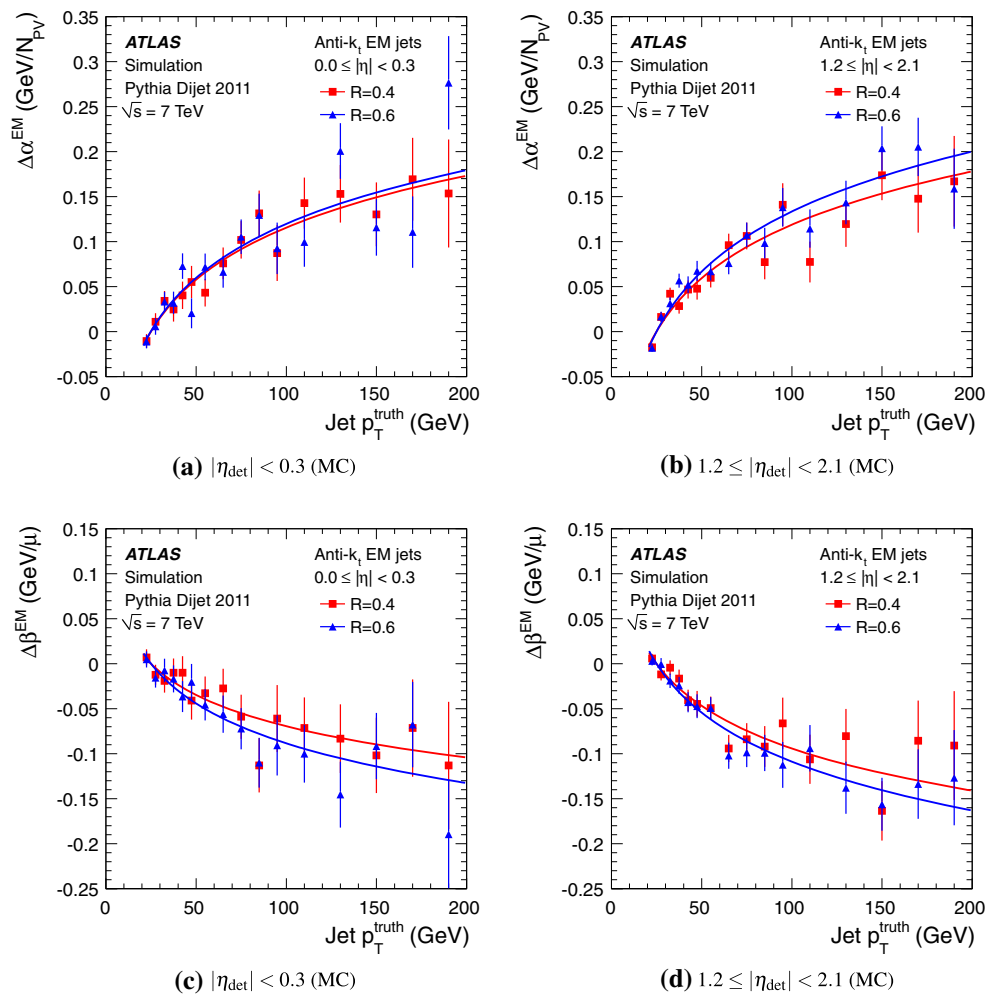 Δα^EM (GeV/N_PV)
0.35
0.3
0.25
0.2
0.15
0.1
0.05
0
-0.05
ATLAS
Simulation
Pythia Dijet 2011
√s = 7 TeV
Anti-k_t EM jets
0.0 ≤ |η| < 0.3
R=0.4
R=0.6
0 50 100 150 200
Jet p_T^truth (GeV)
(a) |η_det| < 0.3 (MC)
Δα^EM (GeV/N_PV)
0.35
0.3
0.25
0.2
0.15
0.1
0.05
0
-0.05
ATLAS
Simulation
Pythia Dijet 2011
√s = 7 TeV
Anti-k_t EM jets
1.2 ≤ |η| < 2.1
R=0.4
R=0.6
0 50 100 150 200
Jet p_T^truth (GeV)
(b) 1.2 ≤ |η_det| < 2.1 (MC)
Δβ^EM (GeV/μ)
0.15
0.1
0.05
0
-0.05
-0.1
-0.15
-0.2
-0.25
ATLAS
Simulation
Pythia Dijet 2011
√s = 7 TeV
Anti-k_t EM jets
0.0 ≤ |η| < 0.3
R=0.4
R=0.6
0 50 100 150 200
Jet p_T^truth (GeV)
(c) |η_det| < 0.3 (MC)
Δβ^EM (GeV/μ)
0.15
0.1
0.05
0
-0.05
-0.1
-0.15
-0.2
-0.25
ATLAS
Simulation
Pythia Dijet 2011
√s = 7 TeV
Anti-k_t EM jets
1.2 ≤ |η| < 2.1
R=0.4
R=0.6
0 50 100 150 200
Jet p_T^truth (GeV)
(d) 1.2 ≤ |η_det| < 2.1 (MC)